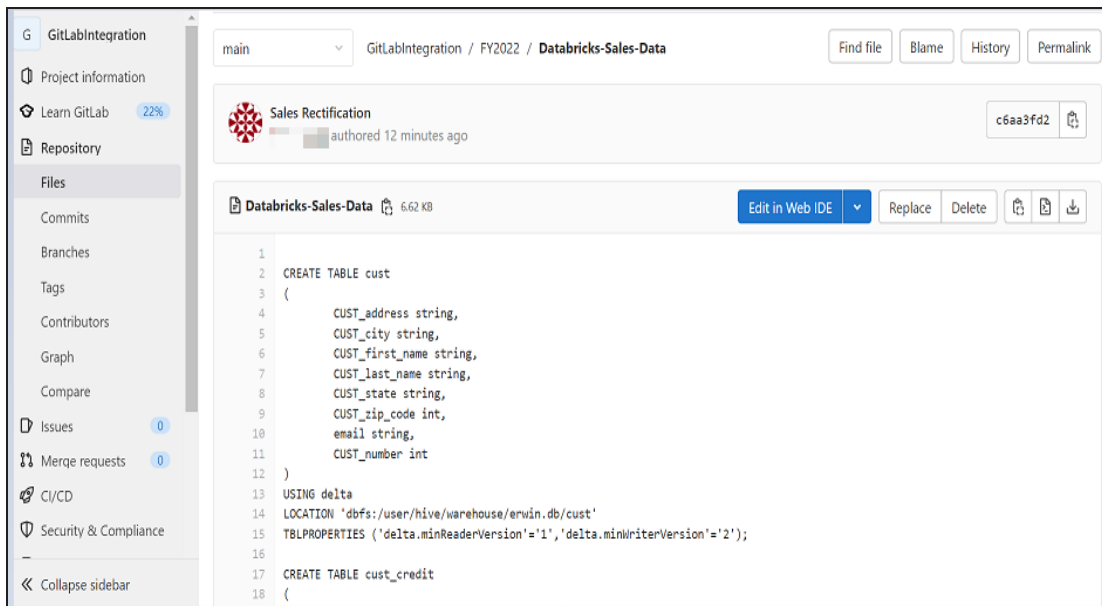 G GitLabIntegration
Project information
Learn GitLab 22%
Repository
Files
Commits
Branches
Tags
Contributors
Graph
Compare
Issues 0
Merge requests 0
CI/CD
Security & Compliance
Collapse sidebar
main GitLabIntegration / FY2022 / Databricks-Sales-Data Find file Blame History Permalink
Sales Rectification
authored 12 minutes ago
c6aa3fd2
Databricks-Sales-Data 6.62 KB Edit in Web IDE Replace Delete
1
2 CREATE TABLE cust
3 (
4 CUST_address string,
5 CUST_city string,
6 CUST_first_name string,
7 CUST_last_name string,
8 CUST_state string,
9 CUST_zip_code int,
10 email string,
11 CUST_number int
12 )
13 USING delta
14 LOCATION 'dbfs:/user/hive/warehouse/erwin.db/cust'
15 TBLPROPERTIES ('delta.minReaderVersion'='1','delta.minWriterVersion'='2');
16
17 CREATE TABLE cust_credit
18 (